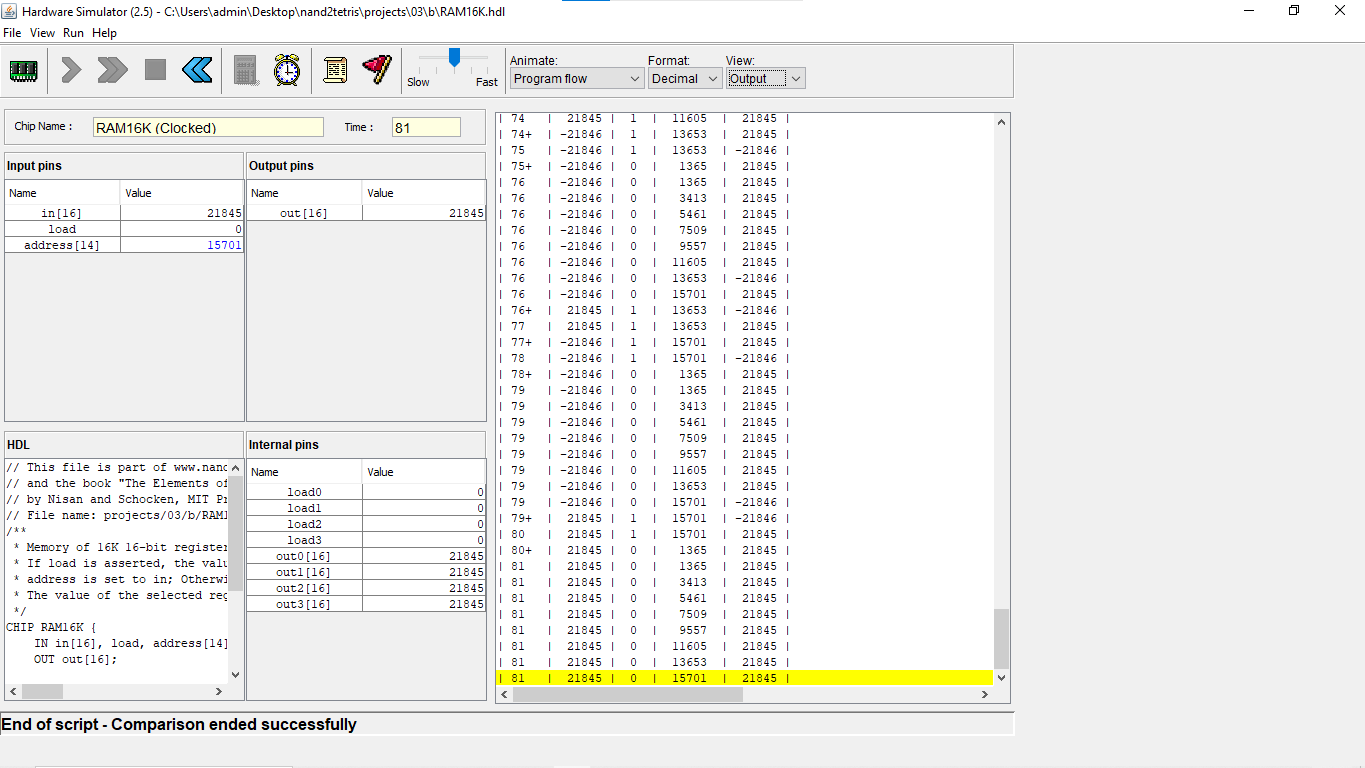 Hardware Simulator (2.5) - C:\Users\admin\Desktop\nand2tetris\projects\03\b\RAM16K.hdl
File View Run Help
Slow Fast
Animate: Format: View:
Program flow Decimal Output
Chip Name : RAM16K (Clocked) Time : 81
Input pins
Name Value
in[16] 21845
load 0
address[14] 15701
Output pins
Name Value
out[16] 21845
HDL
// This file is part of www.nand
// and the book "The Elements of
// by Nisan and Schocken, MIT Pr
// File name: projects/03/b/RAM1
/**
* Memory of 16K 16-bit register
* If load is asserted, the valu
* address is set to in; Otherwi
* The value of the selected reg
*/
CHIP RAM16K {
IN in[16], load, address[14]
OUT out[16];
Internal pins
Name Value
load0 0
load1 0
load2 0
load3 0
out0[16] 21845
out1[16] 21845
out2[16] 21845
out3[16] 21845
| 74 | 21845 | 1 | 11605 | 21845 |
| 74+ | -21846 | 1 | 13653 | 21845 |
| 75 | -21846 | 1 | 13653 | -21846 |
| 75+ | -21846 | 0 | 1365 | 21845 |
| 76 | -21846 | 0 | 1365 | 21845 |
| 76 | -21846 | 0 | 3413 | 21845 |
| 76 | -21846 | 0 | 5461 | 21845 |
| 76 | -21846 | 0 | 7509 | 21845 |
| 76 | -21846 | 0 | 9557 | 21845 |
| 76 | -21846 | 0 | 11605 | 21845 |
| 76 | -21846 | 0 | 13653 | -21846 |
| 76 | -21846 | 0 | 15701 | 21845 |
| 76+ | 21845 | 1 | 13653 | -21846 |
| 77 | 21845 | 1 | 13653 | 21845 |
| 77+ | -21846 | 1 | 15701 | 21845 |
| 78 | -21846 | 1 | 15701 | -21846 |
| 78+ | -21846 | 0 | 1365 | 21845 |
| 79 | -21846 | 0 | 1365 | 21845 |
| 79 | -21846 | 0 | 3413 | 21845 |
| 79 | -21846 | 0 | 5461 | 21845 |
| 79 | -21846 | 0 | 7509 | 21845 |
| 79 | -21846 | 0 | 9557 | 21845 |
| 79 | -21846 | 0 | 11605 | 21845 |
| 79 | -21846 | 0 | 13653 | 21845 |
| 79 | -21846 | 0 | 15701 | -21846 |
| 79+ | 21845 | 1 | 15701 | -21846 |
| 80 | 21845 | 1 | 15701 | 21845 |
| 80+ | 21845 | 0 | 1365 | 21845 |
| 81 | 21845 | 0 | 1365 | 21845 |
| 81 | 21845 | 0 | 3413 | 21845 |
| 81 | 21845 | 0 | 5461 | 21845 |
| 81 | 21845 | 0 | 7509 | 21845 |
| 81 | 21845 | 0 | 9557 | 21845 |
| 81 | 21845 | 0 | 11605 | 21845 |
| 81 | 21845 | 0 | 13653 | 21845 |
| 81 | 21845 | 0 | 15701 | 21845 |
End of script - Comparison ended successfully